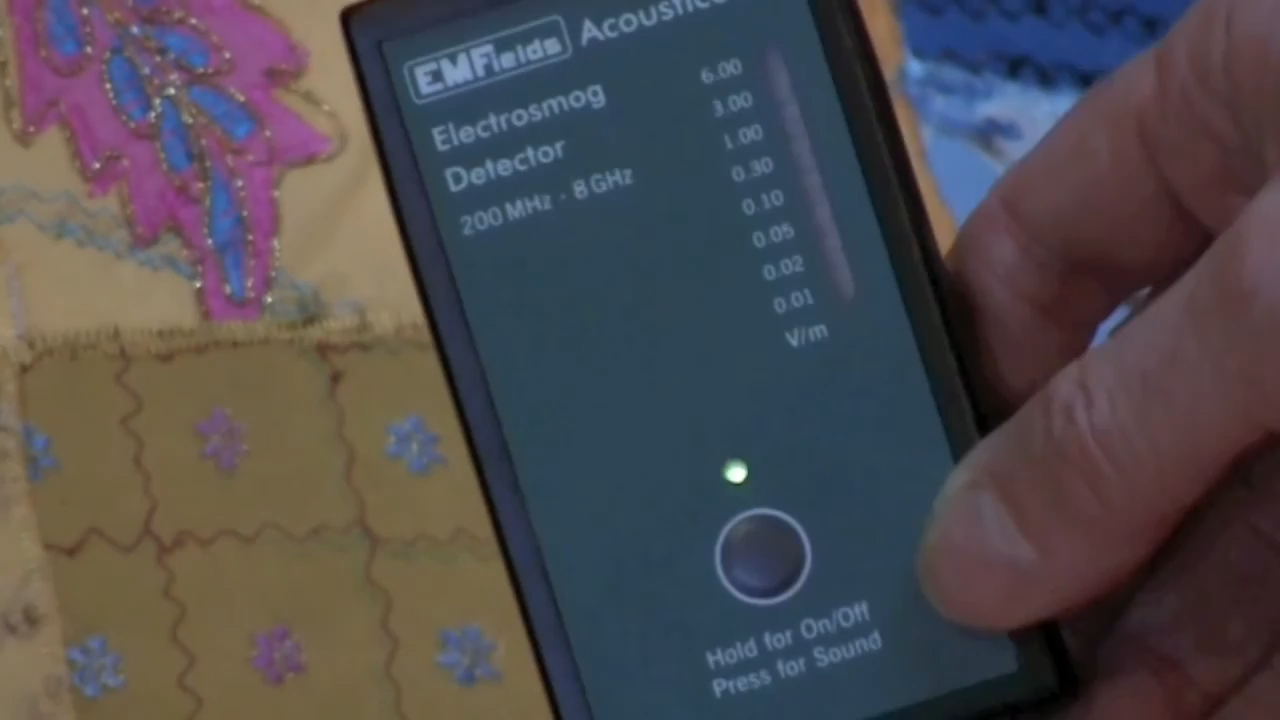 EMFields Acoustico
Electrosmog
Detector
200 MHz - 8 GHz
6.00
3.00
1.00
0.30
0.10
0.05
0.02
0.01
V/m
Hold for On/Off
Press for Sound